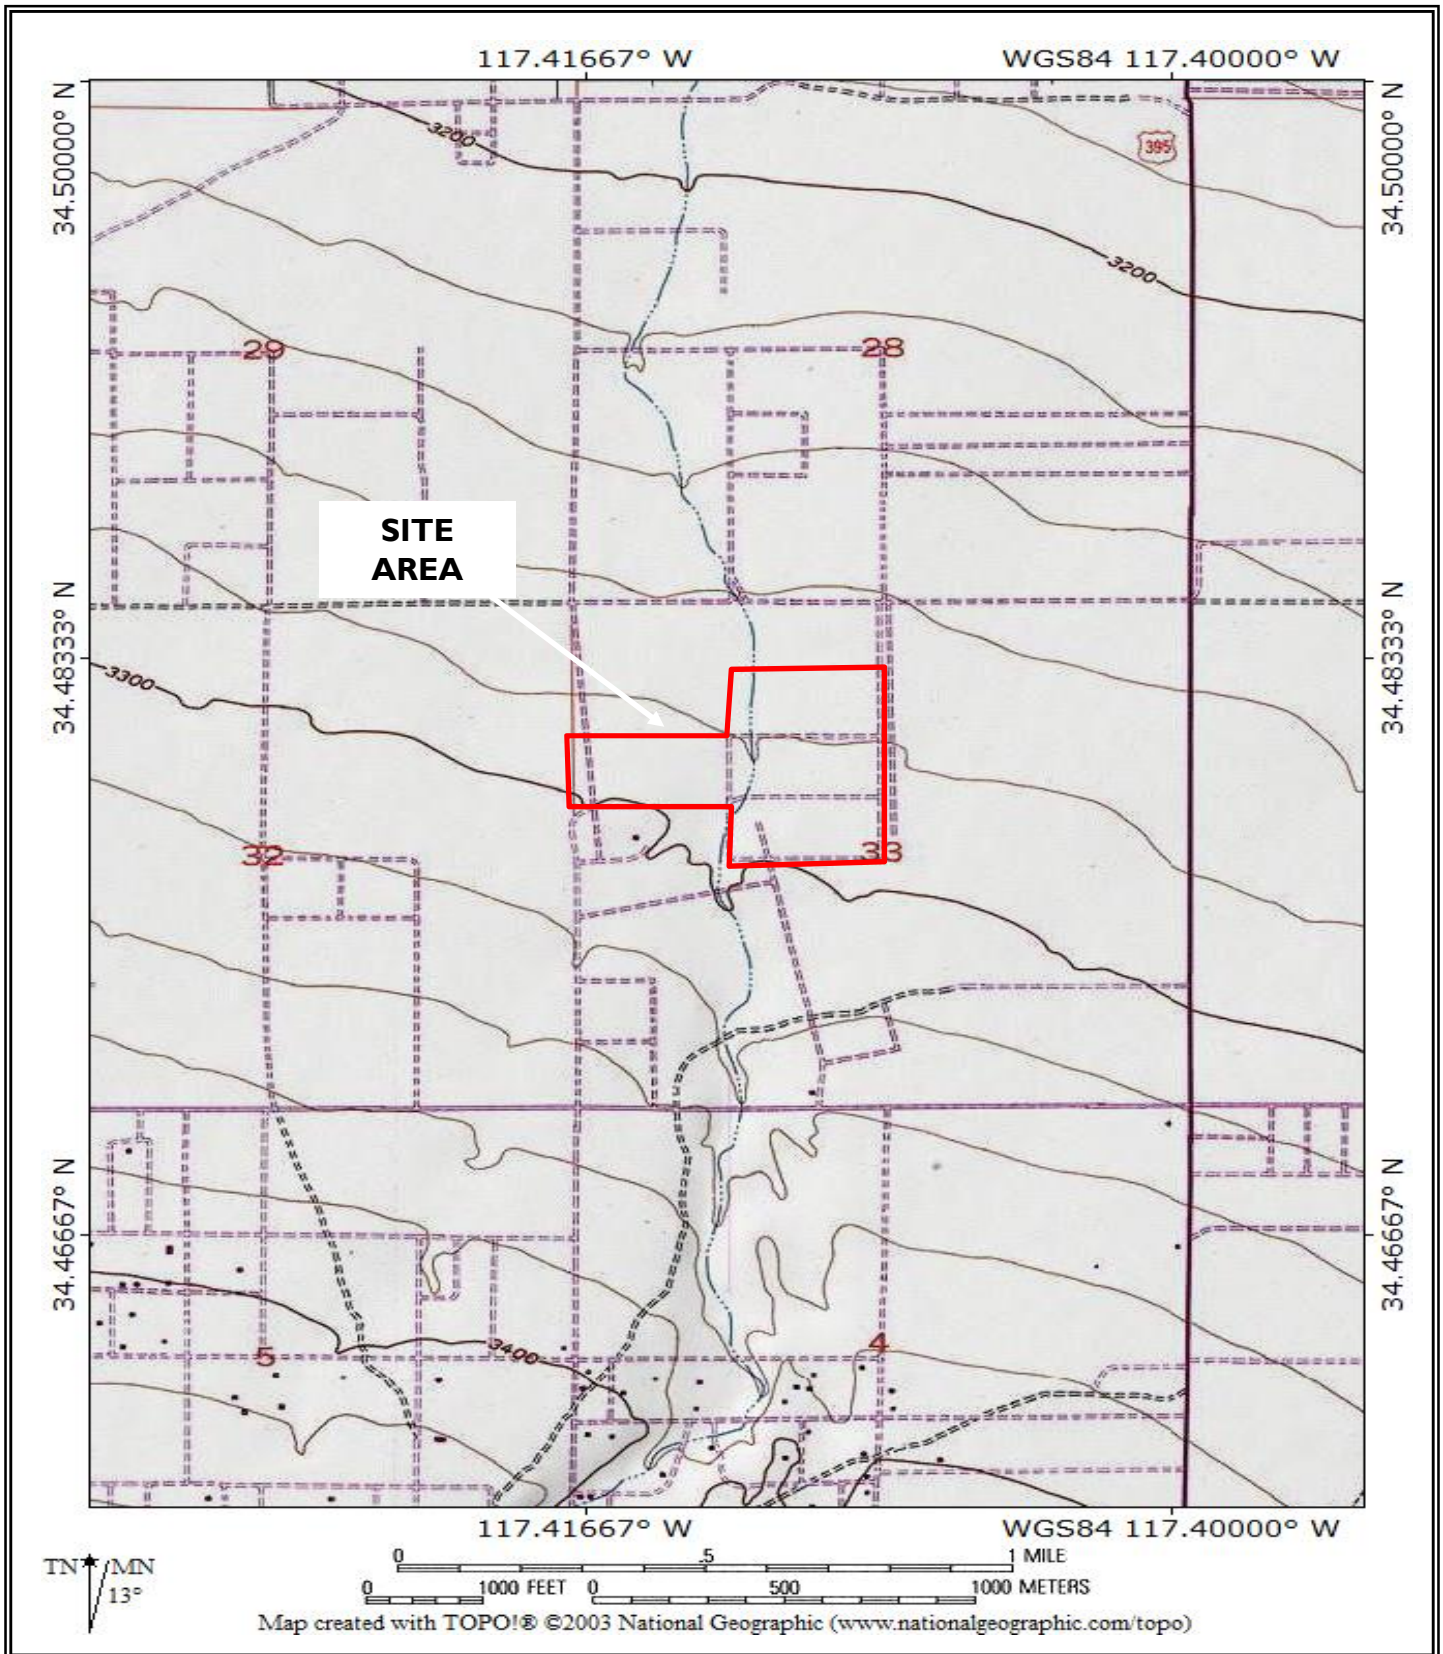 117.41667° W
WGS84 117.40000° W
34.50000° N
34.50000° N
395
3200
3200
29
28
SITE
AREA
34.48333° N
34.48333° N
3300
32
33
34.46667° N
34.46667° N
3400
5
4
117.41667° W
WGS84 117.40000° W
TN MN
13°
0 .5 1 MILE
0 1000 FEET 0 500 1000 METERS
Map created with TOPO!® ©2003 National Geographic (www.nationalgeographic.com/topo)